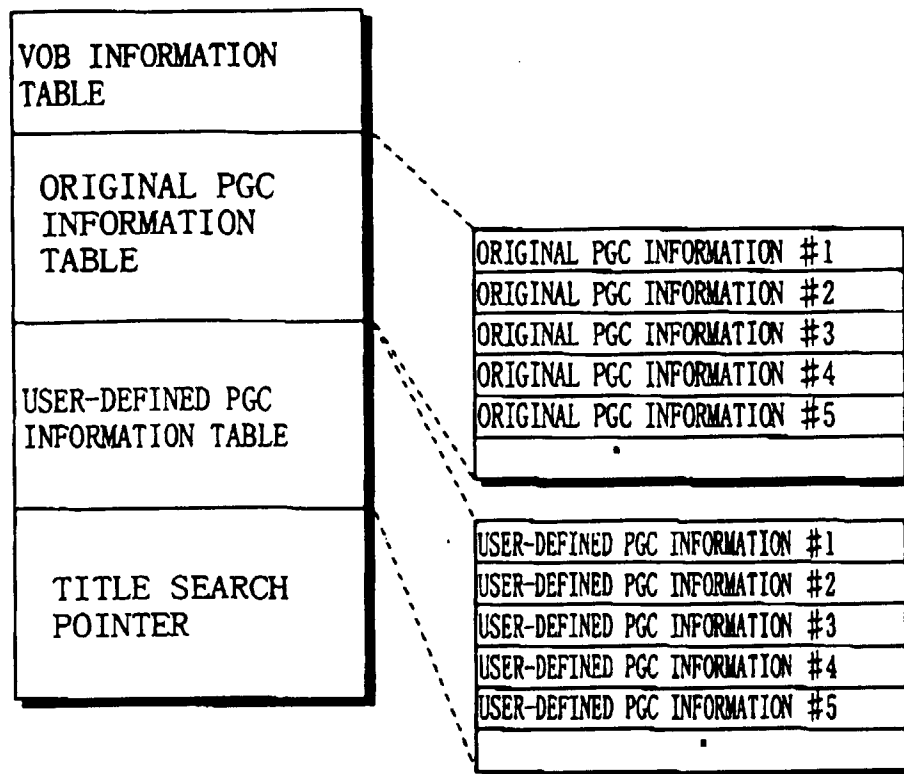 VOB INFORMATION
TABLE
ORIGINAL PGC
INFORMATION
TABLE
USER-DEFINED PGC
INFORMATION TABLE
TITLE SEARCH
POINTER
ORIGINAL PGC INFORMATION #1
ORIGINAL PGC INFORMATION #2
ORIGINAL PGC INFORMATION #3
ORIGINAL PGC INFORMATION #4
ORIGINAL PGC INFORMATION #5
USER-DEFINED PGC INFORMATION #1
USER-DEFINED PGC INFORMATION #2
USER-DEFINED PGC INFORMATION #3
USER-DEFINED PGC INFORMATION #4
USER-DEFINED PGC INFORMATION #5